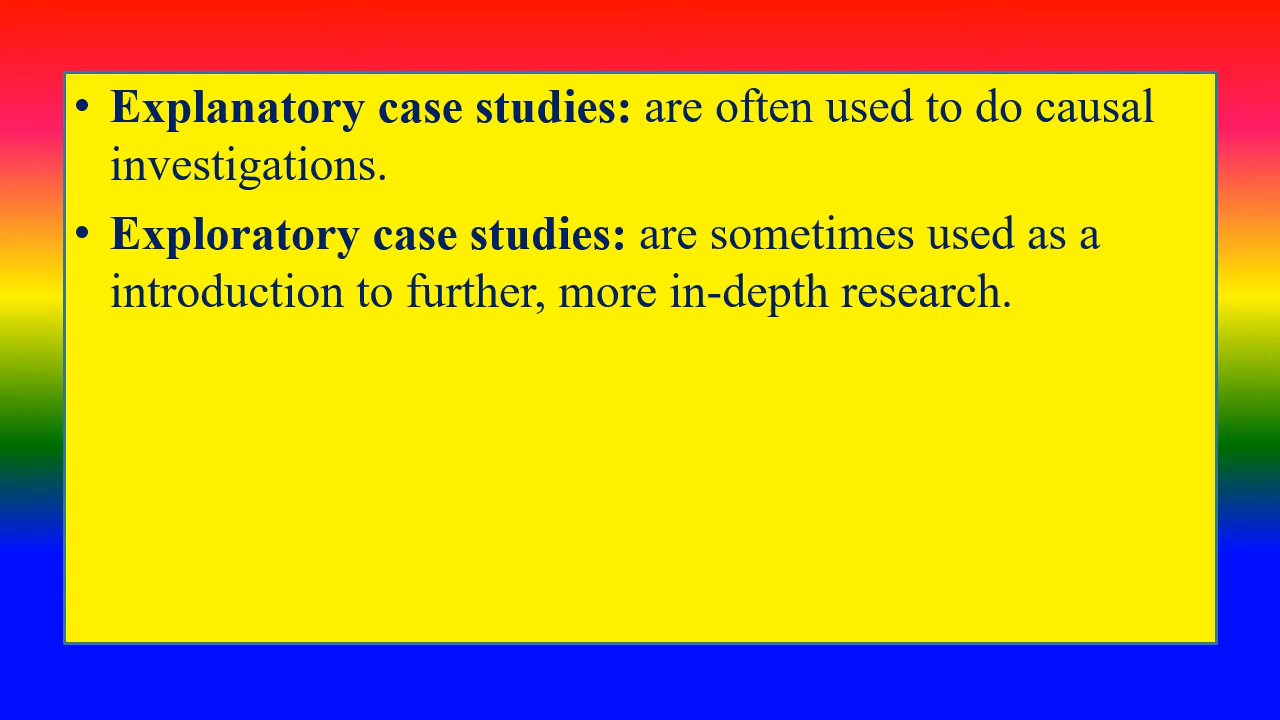 • Explanatory case studies: are often used to do causal
investigations.
• Exploratory case studies: are sometimes used as a
introduction to further, more in-depth research.